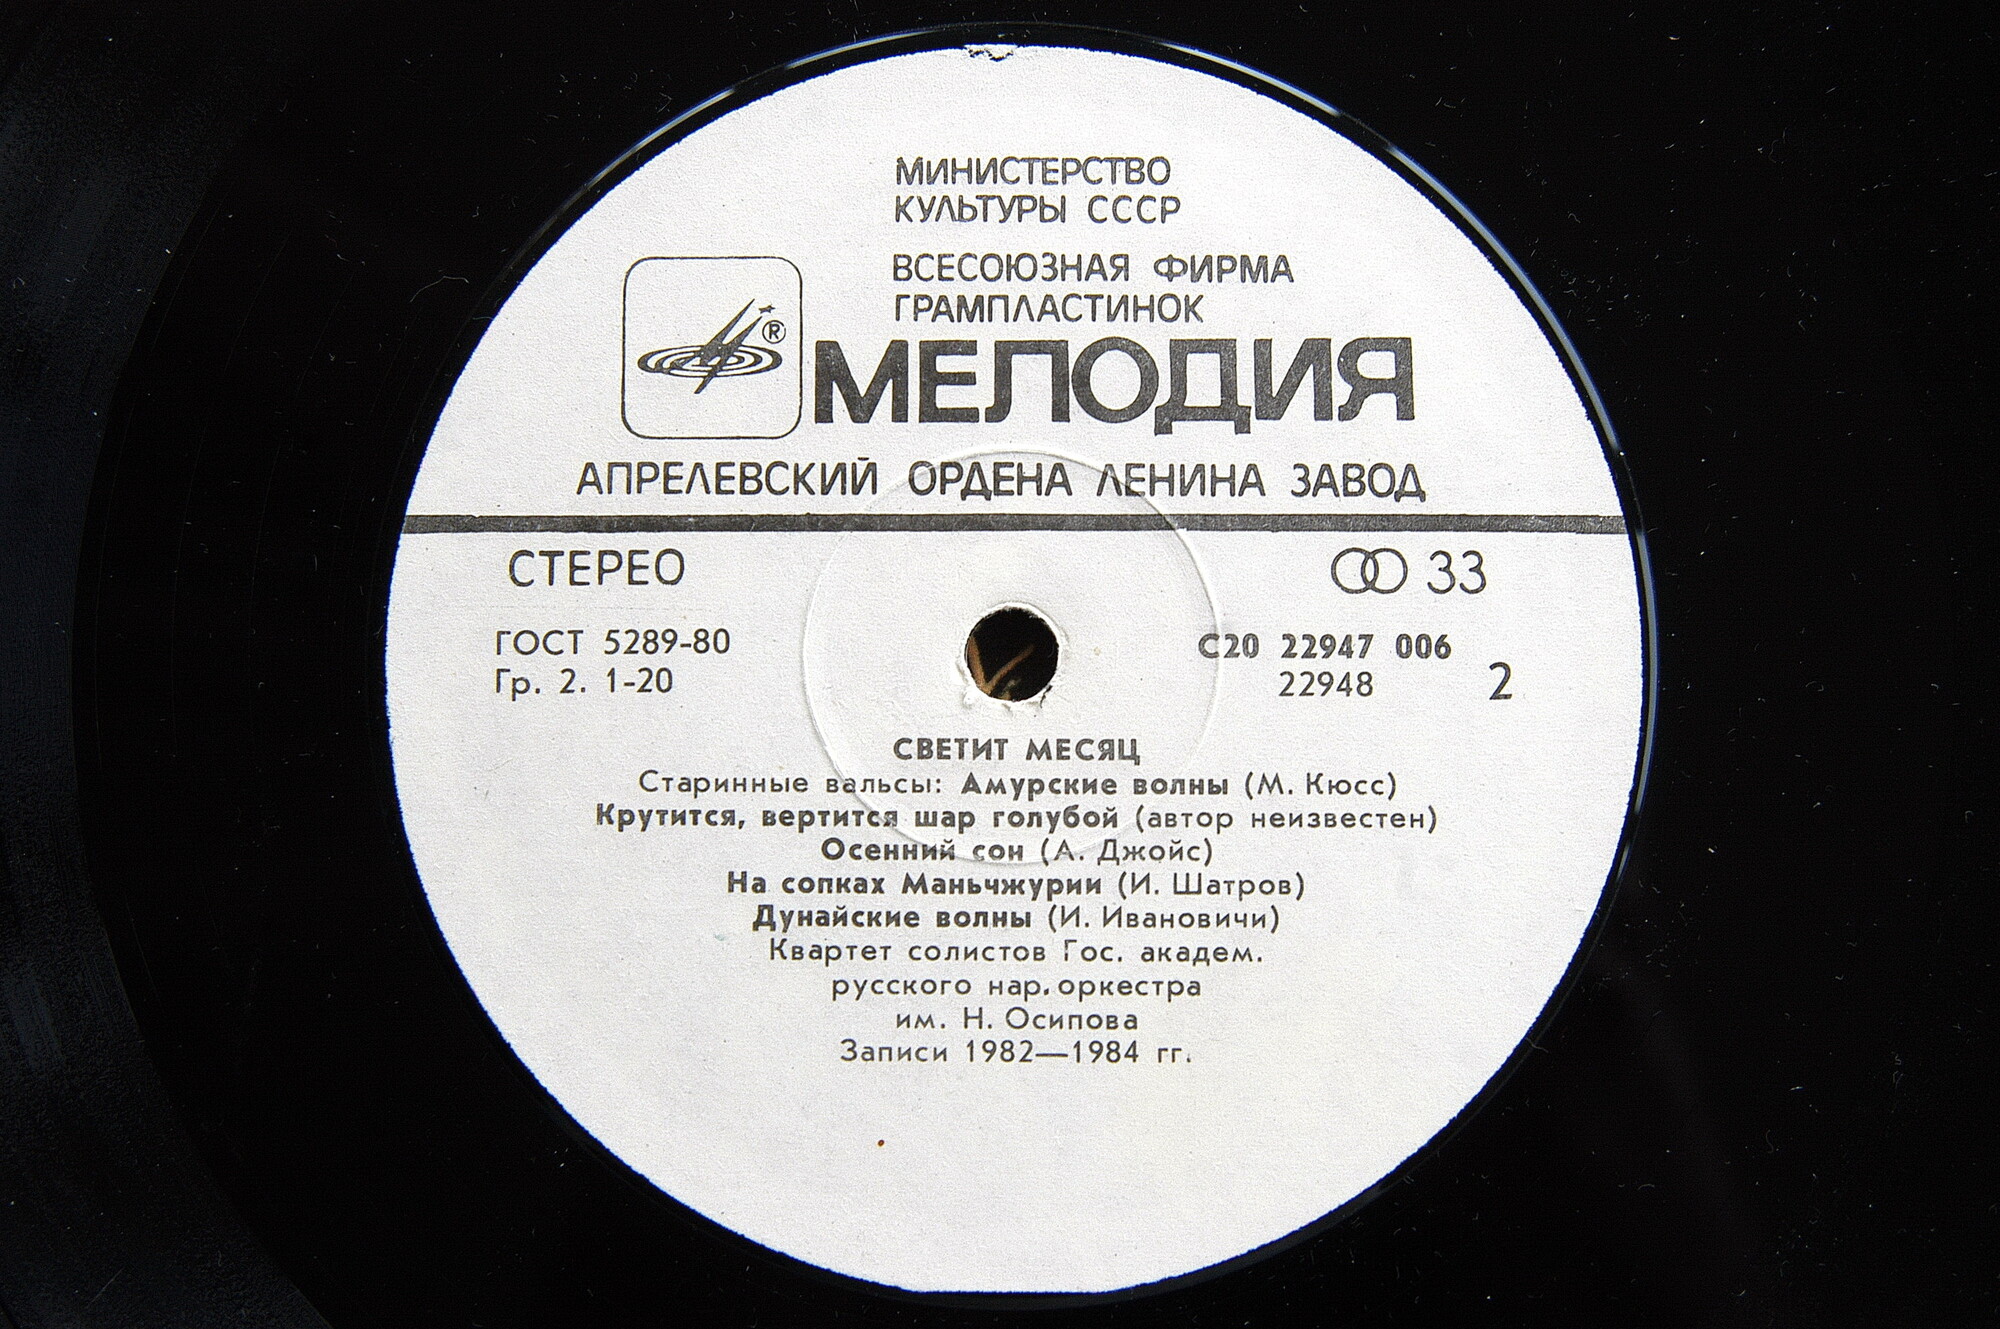 МИНИСТЕРСТВО
КУЛЬТУРЫ СССР
ВСЕСОЮЗНАЯ ФИРМА
ГРАМПЛАСТИНОК
®
МЕЛОДИЯ
АПРЕЛЕВСКИЙ ОРДЕНА ЛЕНИНА ЗАВОД
СТЕРЕО
33
ГОСТ 5289-80
Гр. 2. 1-20
С20 22947 006
22948
2
СВЕТИТ МЕСЯЦ
Старинные вальсы: Амурские волны (М. Кюсс)
Крутится, вертится шар голубой (автор неизвестен)
Осенний сон (А. Джойс)
На сопках Маньчжурии (И. Шатров)
Дунайские волны (И. Ивановичи)
Квартет солистов Гос. академ.
русского нар. оркестра
им. Н. Осипова
Записи 1982—1984 гг.